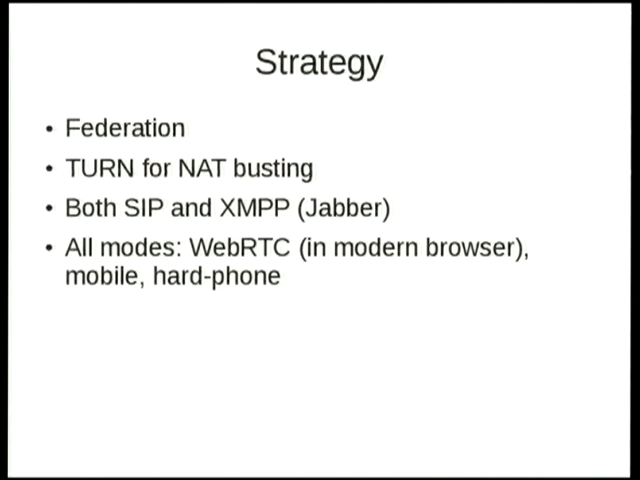 Strategy
• Federation
• TURN for NAT busting
• Both SIP and XMPP (Jabber)
• All modes: WebRTC (in modern browser),
mobile, hard-phone